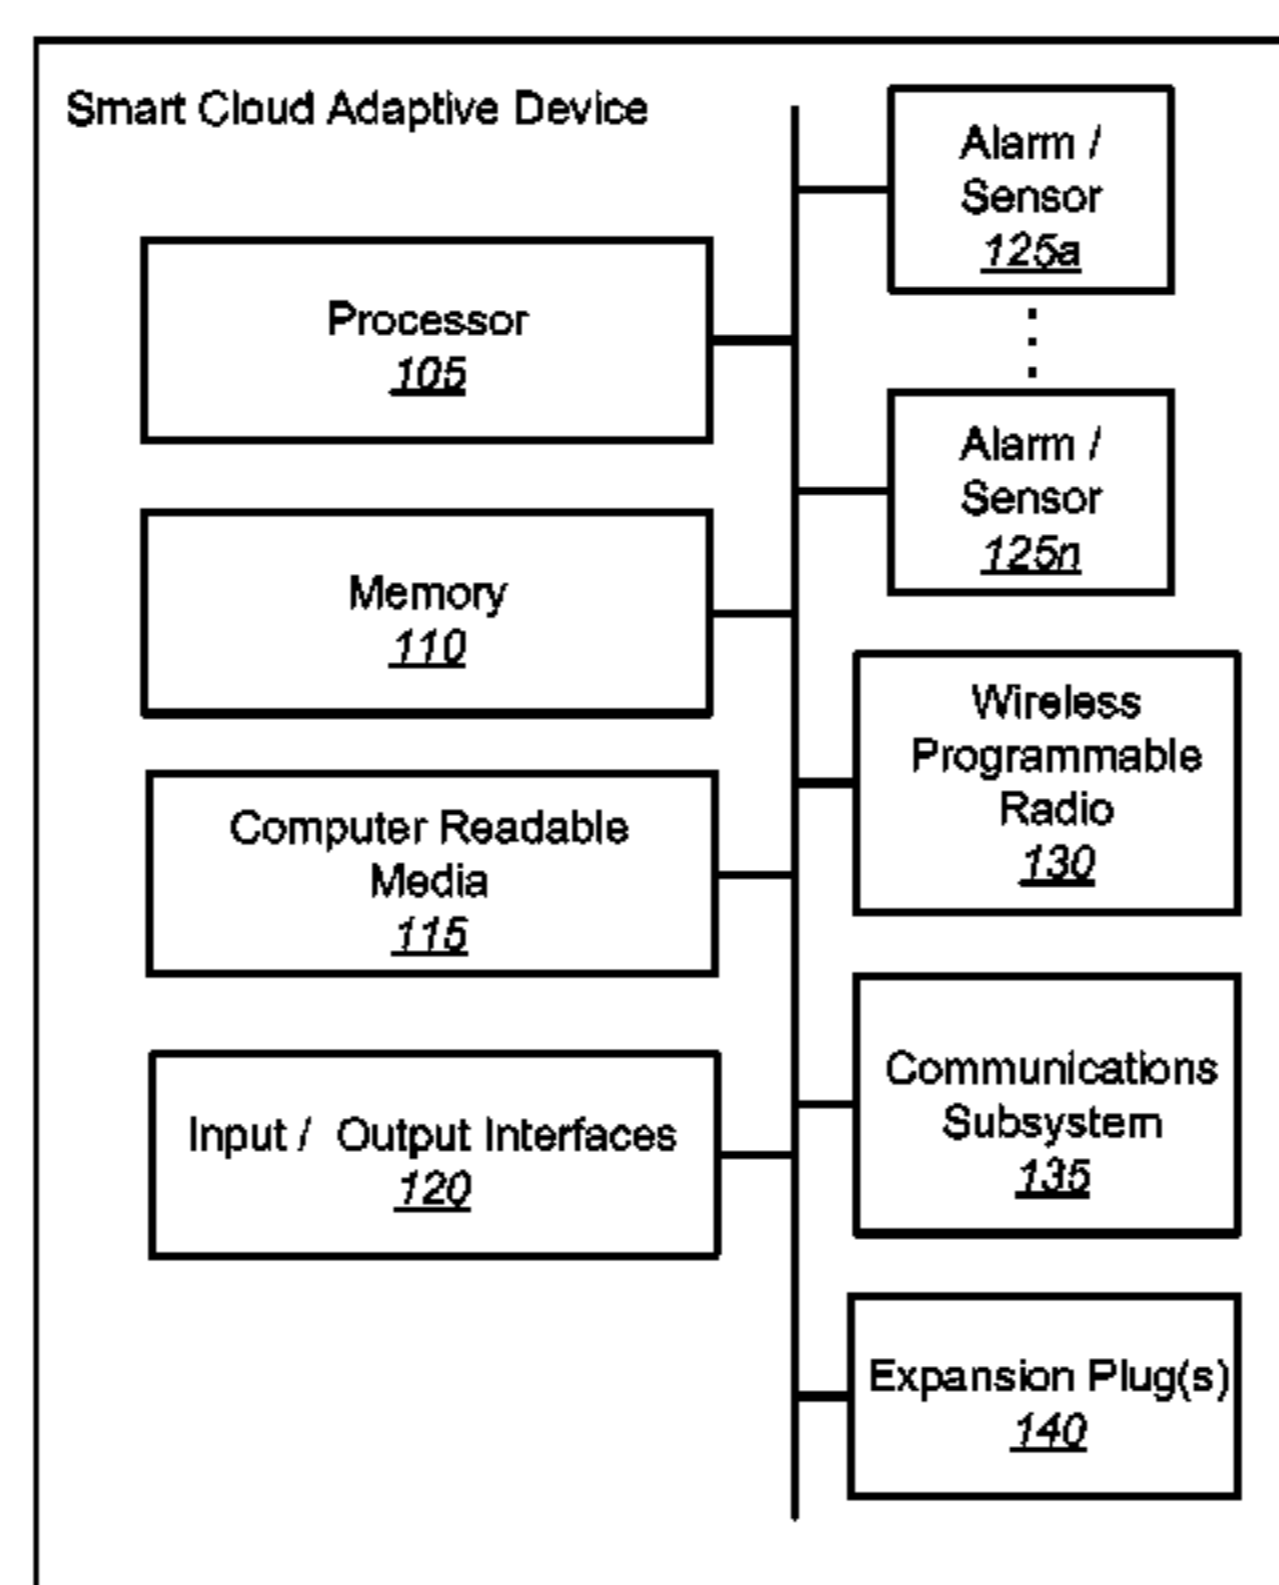 Smart Cloud Adaptive Device
Processor
105
Memory
110
Computer Readable
Media
115
Input / Output Interfaces
120
Alarm /
Sensor
125a
Alarm /
Sensor
125n
Wireless
Programmable
Radio
130
Communications
Subsystem
135
Expansion Plug(s)
140